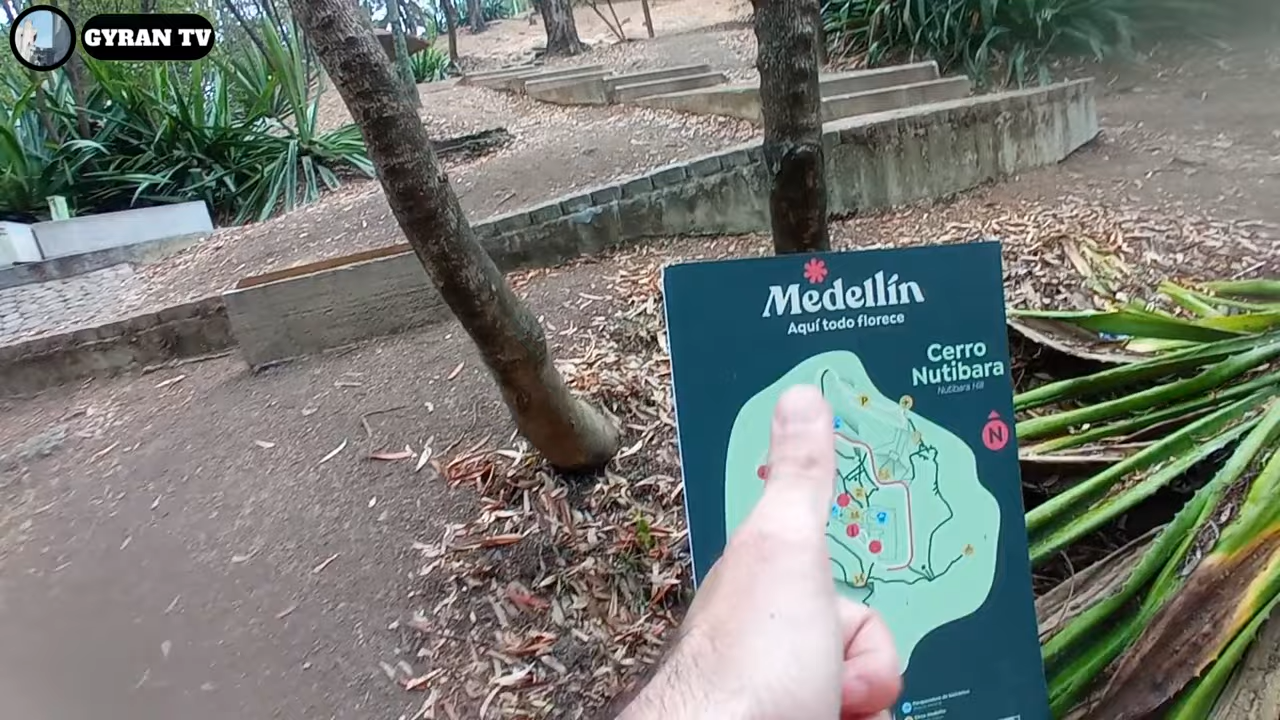 GYRAN TV
Medellín
Aquí todo florece
Cerro
Nutibara
Nutibara Hill
N
P